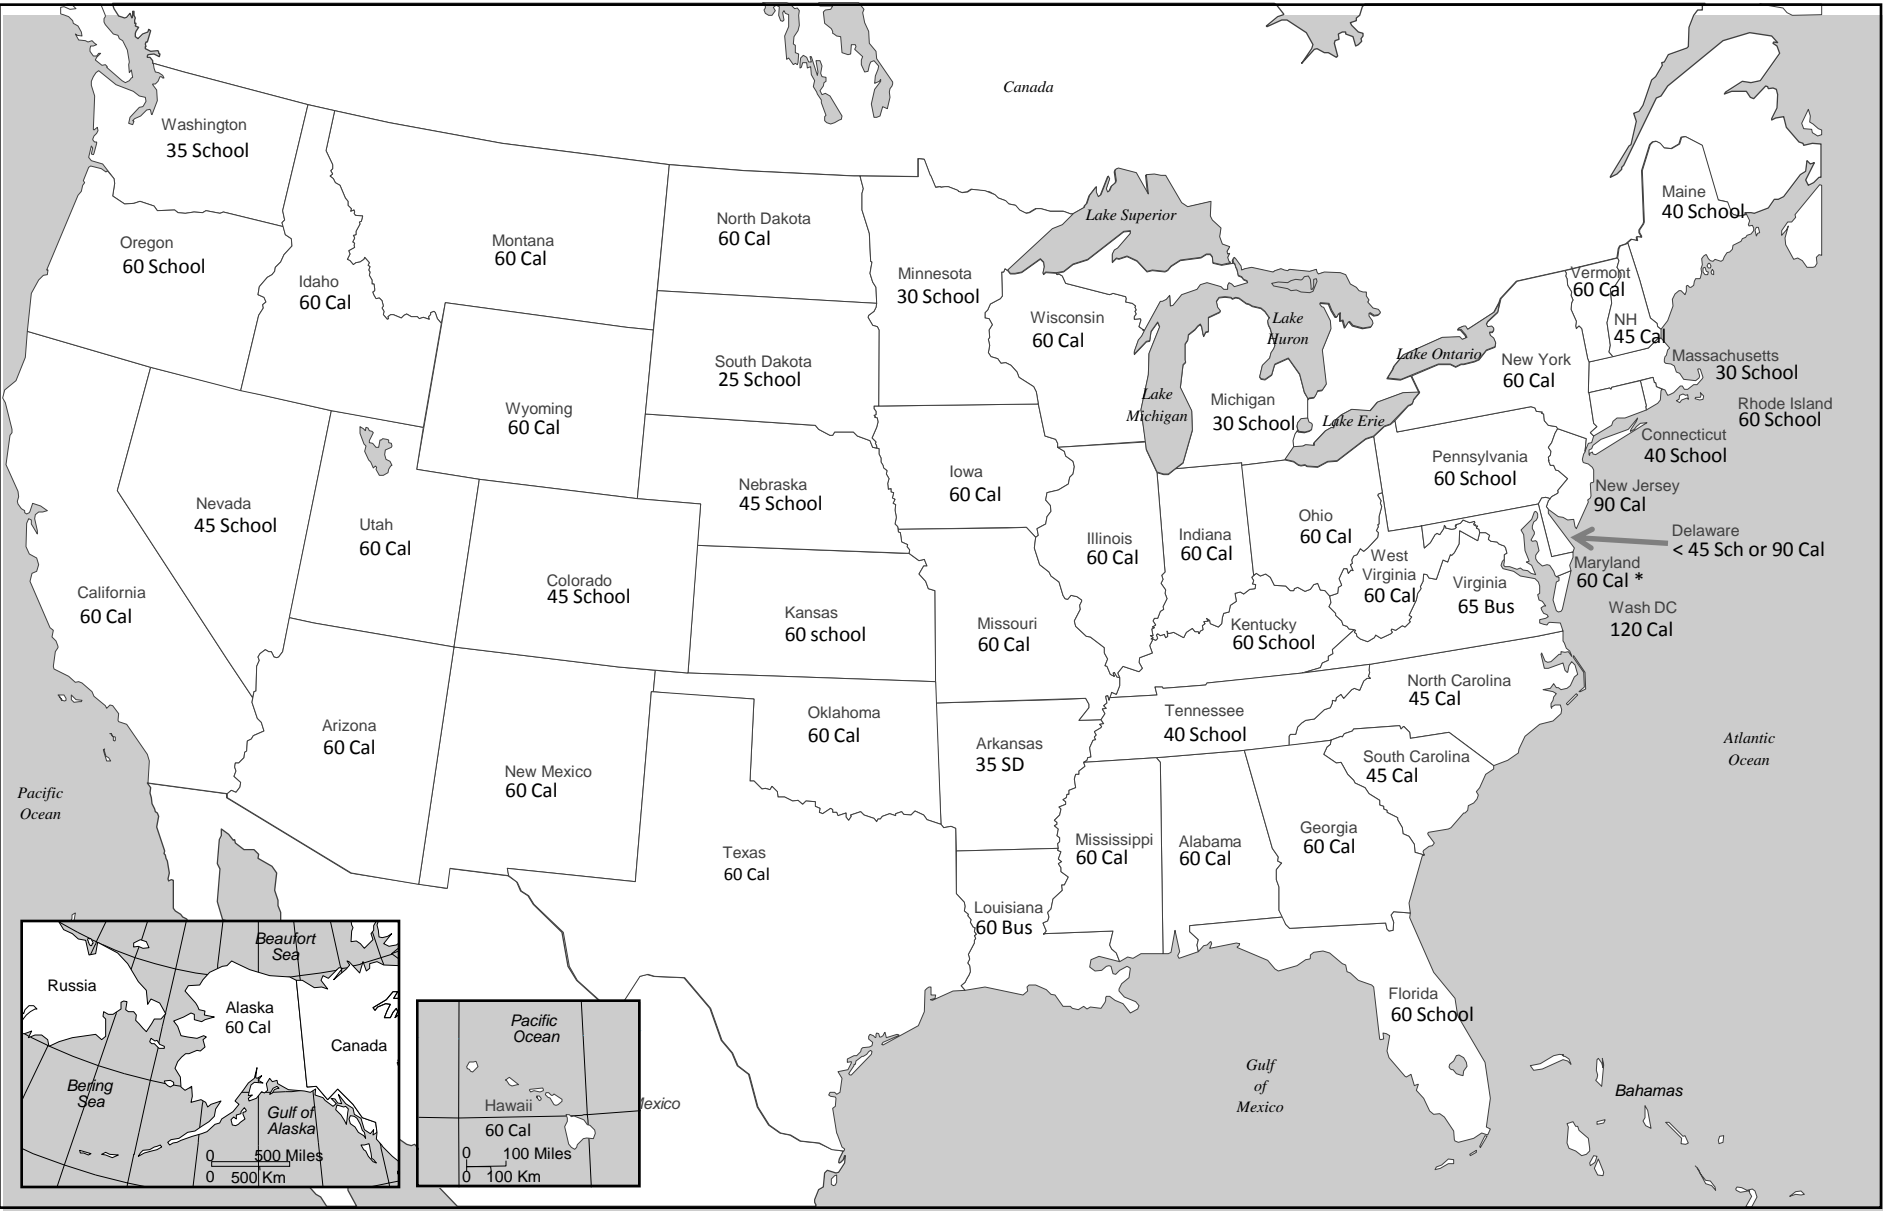 Canada
Washington
35 School
Oregon
60 School
Idaho
60 Cal
Montana
60 Cal
North Dakota
60 Cal
Minnesota
30 School
Lake Superior
Wisconsin
60 Cal
Lake
Huron
Lake
Michigan
Michigan
30 School
Lake Erie
Lake Ontario
New York
60 Cal
Vermont
60 Cal
NH
45 Cal
Maine
40 School
Massachusetts
30 School
Rhode Island
60 School
Connecticut
40 School
New Jersey
90 Cal
Delaware
< 45 Sch or 90 Cal
Maryland
60 Cal *
Wash DC
120 Cal
Pennsylvania
60 School
South Dakota
25 School
Wyoming
60 Cal
Nebraska
45 School
Iowa
60 Cal
Illinois
60 Cal
Indiana
60 Cal
Ohio
60 Cal
West
Virginia
60 Cal
Virginia
65 Bus
Nevada
45 School
Utah
60 Cal
Colorado
45 School
California
60 Cal
Kansas
60 school
Missouri
60 Cal
Kentucky
60 School
North Carolina
45 Cal
Tennessee
40 School
South Carolina
45 Cal
Arizona
60 Cal
New Mexico
60 Cal
Oklahoma
60 Cal
Arkansas
35 SD
Texas
60 Cal
Louisiana
60 Bus
Mississippi
60 Cal
Alabama
60 Cal
Georgia
60 Cal
Florida
60 School
Atlantic
Ocean
Pacific
Ocean
Gulf
of
Mexico
Bahamas
Beaufort
Sea
Russia
Alaska
60 Cal
Canada
Bering
Sea
Gulf of
Alaska
0 500 Miles
0 500 Km
Pacific
Ocean
Hawaii
60 Cal
0 100 Miles
0 100 Km
exico